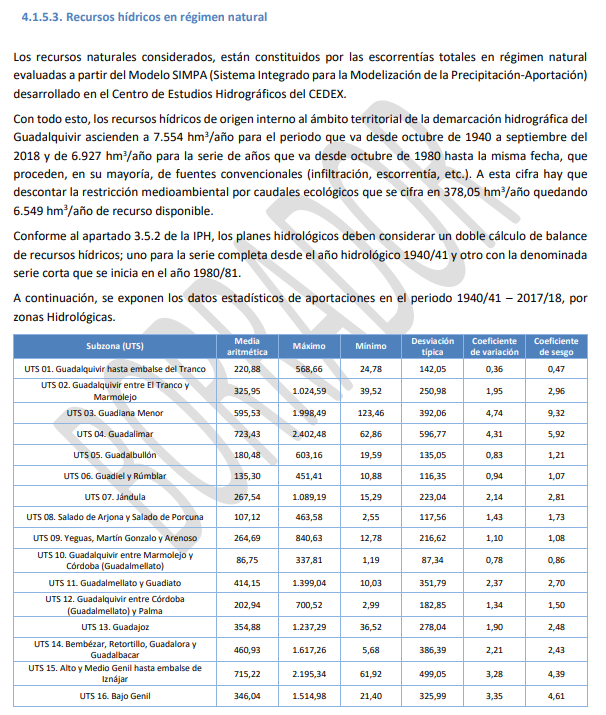 4.1.5.3. Recursos hídricos en régimen natural
Los recursos naturales considerados, están constituidos por las escorrentías totales en régimen natural
evaluadas a partir del Modelo SIMPA (Sistema Integrado para la Modelización de la Precipitación-Aportación)
desarrollado en el Centro de Estudios Hidrográficos del CEDEX.
Con todo esto, los recursos hídricos de origen interno al ámbito territorial de la demarcación hidrográfica del
Guadalquivir ascienden a 7.554 hm³/año para el periodo que va desde octubre de 1940 a septiembre del
2018 y de 6.927 hm³/año para la serie de años que va desde octubre de 1980 hasta la misma fecha, que
proceden, en su mayoría, de fuentes convencionales (infiltración, escorrentía, etc.). A esta cifra hay que
descontar la restricción medioambiental por caudales ecológicos que se cifra en 378,05 hm³/año quedando
6.549 hm³/año de recurso disponible.
Conforme al apartado 3.5.2 de la IPH, los planes hidrológicos deben considerar un doble cálculo de balance
de recursos hídricos; uno para la serie completa desde el año hidrológico 1940/41 y otro con la denominada
serie corta que se inicia en el año 1980/81.
A continuación, se exponen los datos estadísticos de aportaciones en el periodo 1940/41 – 2017/18, por
zonas Hidrológicas.
Subzona (UTS) Media aritmética Máximo Mínimo Desviación típica Coeficiente de variación Coeficiente de sesgo
UTS 01. Guadalquivir hasta embalse del Tranco 220,88 568,66 24,78 142,05 0,36 0,47
UTS 02. Guadalquivir entre El Tranco y Marmolejo 325,95 1.024,59 39,52 250,98 1,95 2,96
UTS 03. Guadiana Menor 595,53 1.998,49 123,46 392,06 4,74 9,32
UTS 04. Guadalimar 723,43 2.402,48 62,86 596,77 4,31 5,92
UTS 05. Guadalbullón 180,48 603,16 19,59 135,05 0,83 1,21
UTS 06. Guadiel y Rúmblar 135,30 451,41 10,88 116,35 0,94 1,07
UTS 07. Jándula 267,54 1.089,19 15,29 223,04 2,14 2,81
UTS 08. Salado de Arjona y Salado de Porcuna 107,12 463,58 2,55 117,56 1,43 1,73
UTS 09. Yeguas, Martín Gonzalo y Arenoso 264,69 840,63 12,78 216,62 1,10 1,08
UTS 10. Guadalquivir entre Marmolejo y Córdoba (Guadalmellato) 86,75 337,81 1,19 87,34 0,78 0,86
UTS 11. Guadalmellato y Guadiato 414,15 1.399,04 10,03 351,79 2,37 2,70
UTS 12. Guadalquivir entre Córdoba (Guadalmellato) y Palma 202,94 700,52 2,99 182,85 1,34 1,50
UTS 13. Guadajoz 354,88 1.237,29 36,52 278,04 1,90 2,48
UTS 14. Bembézar, Retortillo, Guadalora y Guadalbacar 460,93 1.617,26 5,68 386,39 2,21 2,43
UTS 15. Alto y Medio Genil hasta embalse de Iznájar 715,22 2.195,34 61,92 499,05 3,28 4,39
UTS 16. Bajo Genil 346,04 1.514,98 21,40 325,99 3,35 4,61
BORRADOR